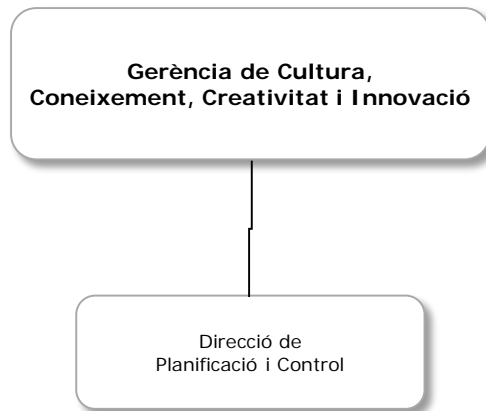 Gerència de Cultura,
Coneixement, Creativitat i Innovació
Direcció de
Planificació i Control